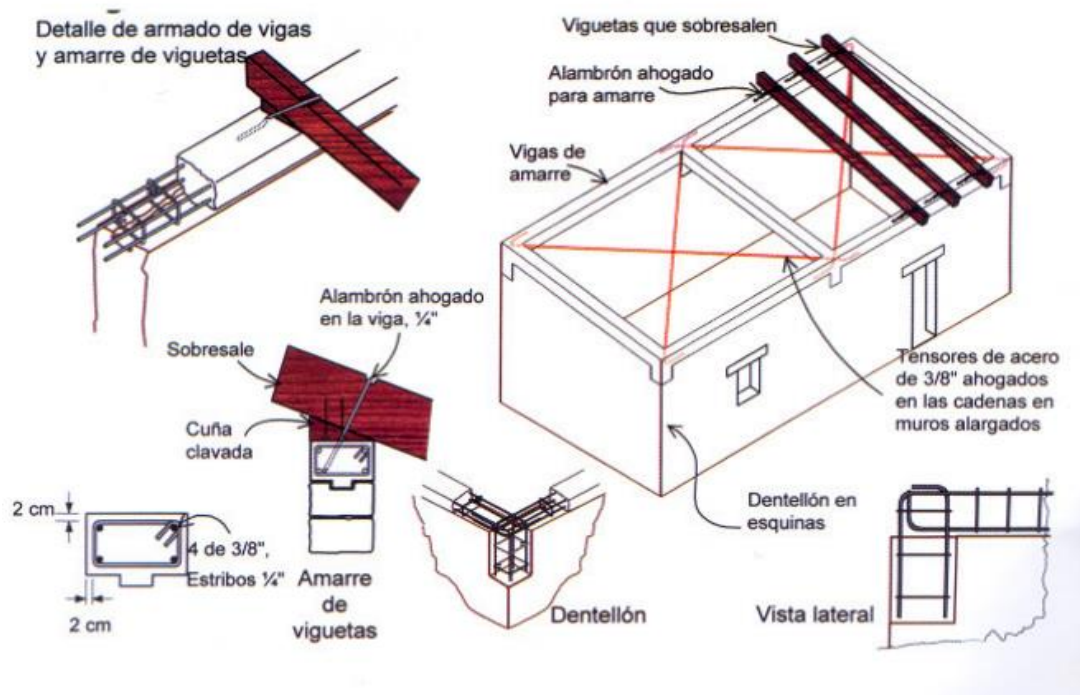 Detalle de armado de vigas
y amarre de viguetas
Viguetas que sobresalen
Alambrón ahogado
para amarre
Vigas de
amarre
Alambrón ahogado
en la viga, ¼"
Sobresale
Cuña
clavada
Tensores de acero
de 3/8" ahogados
en las cadenas en
muros alargados
Dentellón en
esquinas
2 cm
4 de 3/8",
Estribos ¼"
2 cm
Amarre
de
viguetas
Dentellón
Vista lateral